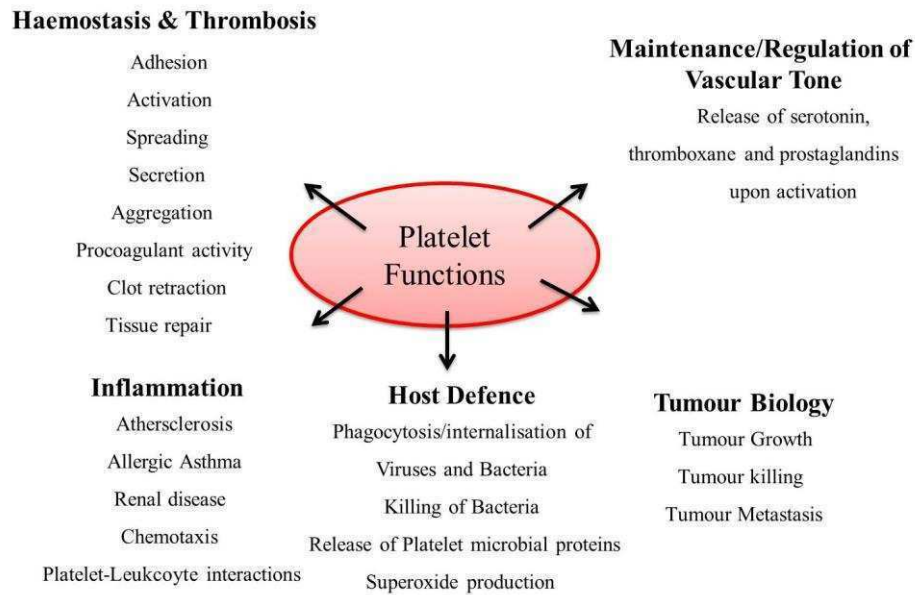 Haemostasis & Thrombosis
Adhesion
Activation
Spreading
Secretion
Aggregation
Procoagulant activity
Clot retraction
Tissue repair
Maintenance/Regulation of
Vascular Tone
Release of serotonin,
thromboxane and prostaglandins
upon activation
Platelet
Functions
Inflammation
Athersclerosis
Allergic Asthma
Renal disease
Chemotaxis
Platelet-Leukcoyte interactions
Host Defence
Phagocytosis/internalisation of
Viruses and Bacteria
Killing of Bacteria
Release of Platelet microbial proteins
Superoxide production
Tumour Biology
Tumour Growth
Tumour killing
Tumour Metastasis